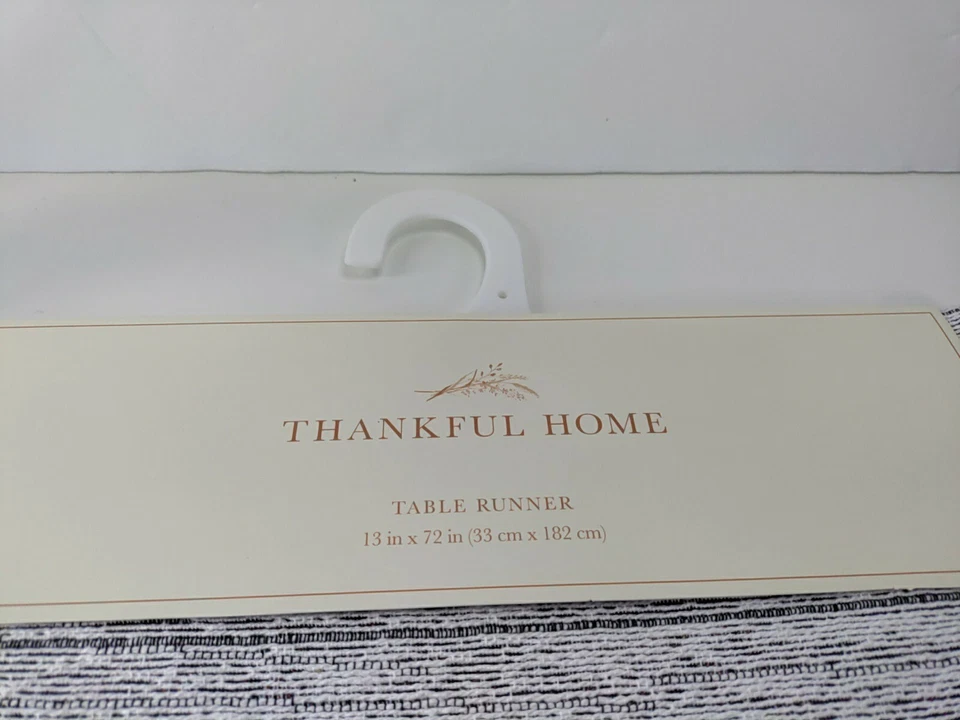 THANKFUL HOME
TABLE RUNNER
13 in x 72 in (33 cm x 182 cm)